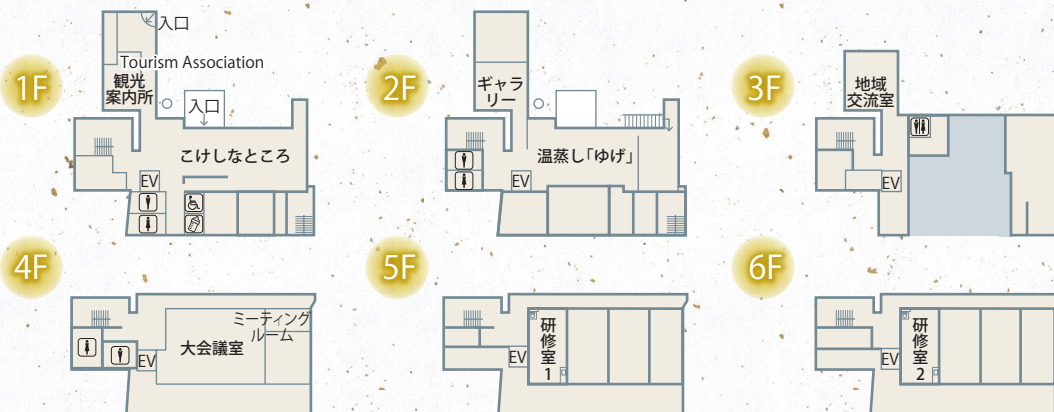 1F
入口
Tourism Association
観光
案内所
入口
こけしなところ
EV
2F
ギャラ
リー
温蒸し「ゆげ」
EV
3F
地域
交流室
EV
4F
ミーティング
ルーム
大会議室
EV
5F
研修室1
EV
6F
研修室2
EV